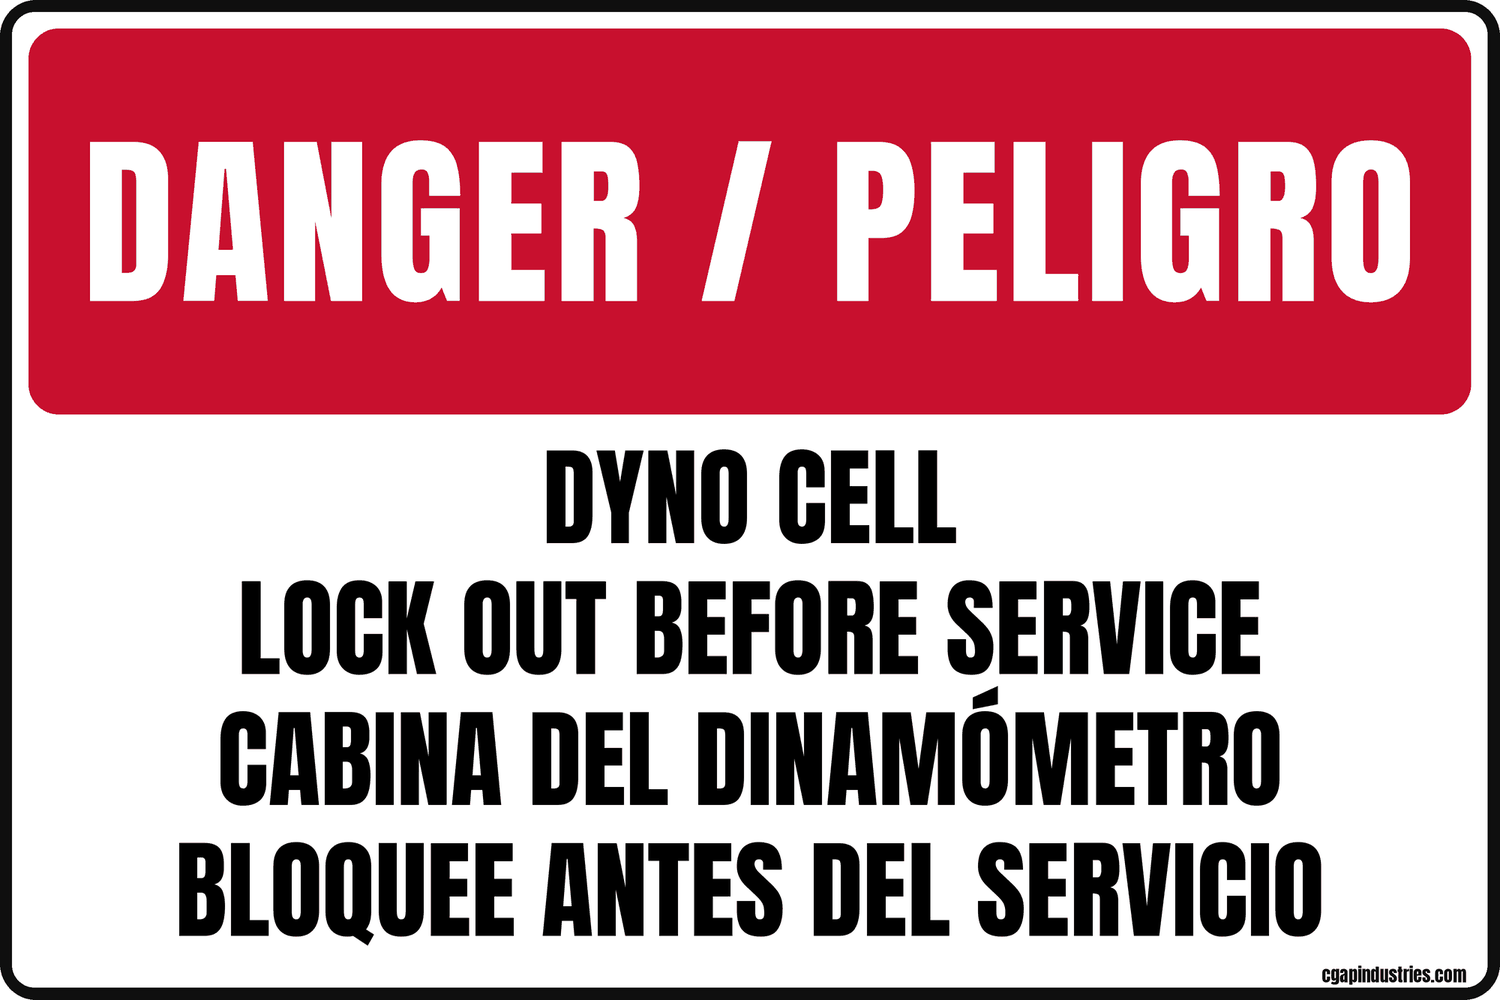 DANGER / PELIGRO
DYNO CELL
LOCK OUT BEFORE SERVICE
CABINA DEL DINAMÓMETRO
BLOQUEE ANTES DEL SERVICIO
cgapindustries.com